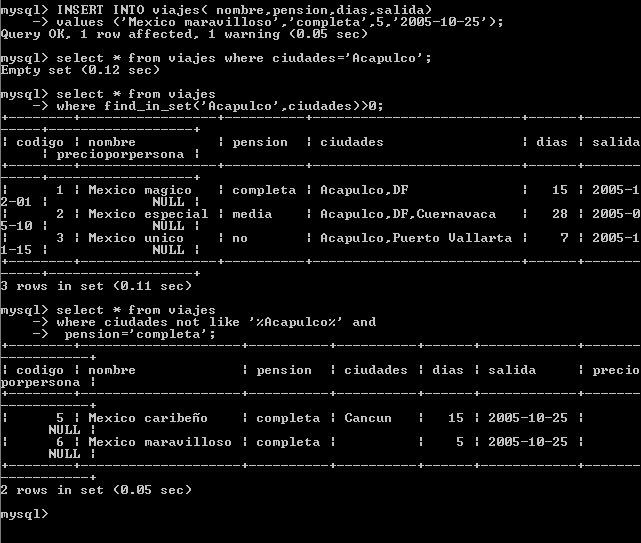 mysql> INSERT INTO viajes( nombre,pension,dias,salida)
-> values ('Mexico maravilloso','completa',5,'2005-10-25');
Query OK, 1 row affected, 1 warning (0.05 sec)
mysql> select * from viajes where ciudades='Acapulco';
Empty set (0.12 sec)
mysql> select * from viajes
-> where find_in_set('Acapulco',ciudades)>0;
+--------+------------------+----------+--------------------------+------+-------
-----+-----------------+
| codigo | nombre | pension | ciudades | dias | salida
| precioporpersona |
+--------+------------------+----------+--------------------------+------+-------
-----+-----------------+
| 1 | Mexico magico | completa | Acapulco,DF | 15 | 2005-1
2-01 | NULL |
| 2 | Mexico especial | media | Acapulco,DF,Cuernavaca | 28 | 2005-0
5-10 | NULL |
| 3 | Mexico unico | no | Acapulco,Puerto Vallarta | 7 | 2005-1
1-15 | NULL |
+--------+------------------+----------+--------------------------+------+-------
-----+-----------------+
3 rows in set (0.11 sec)
mysql> select * from viajes
-> where ciudades not like '%Acapulco%' and
-> pension='completa';
+--------+--------------------+----------+----------+------+------------+-------
-----------+
| codigo | nombre | pension | ciudades | dias | salida | precio
porpersona |
+--------+--------------------+----------+----------+------+------------+-------
-----------+
| 5 | Mexico caribeño | completa | Cancun | 15 | 2005-10-25 |
NULL |
| 6 | Mexico maravilloso | completa | | 5 | 2005-10-25 |
NULL |
+--------+--------------------+----------+----------+------+------------+-------
-----------+
2 rows in set (0.05 sec)
mysql>